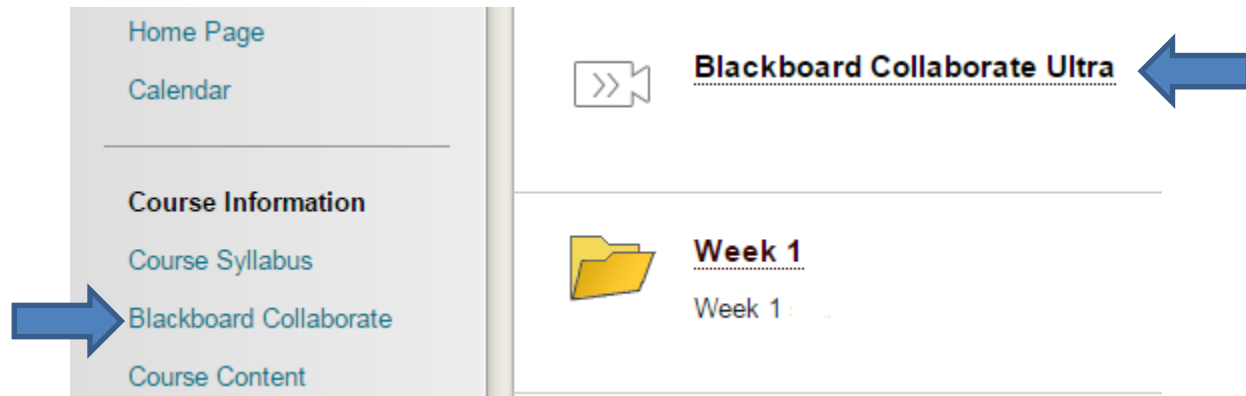 Home Page
Calendar
Course Information
Course Syllabus
Blackboard Collaborate
Course Content
Blackboard Collaborate Ultra
Week 1
Week 1